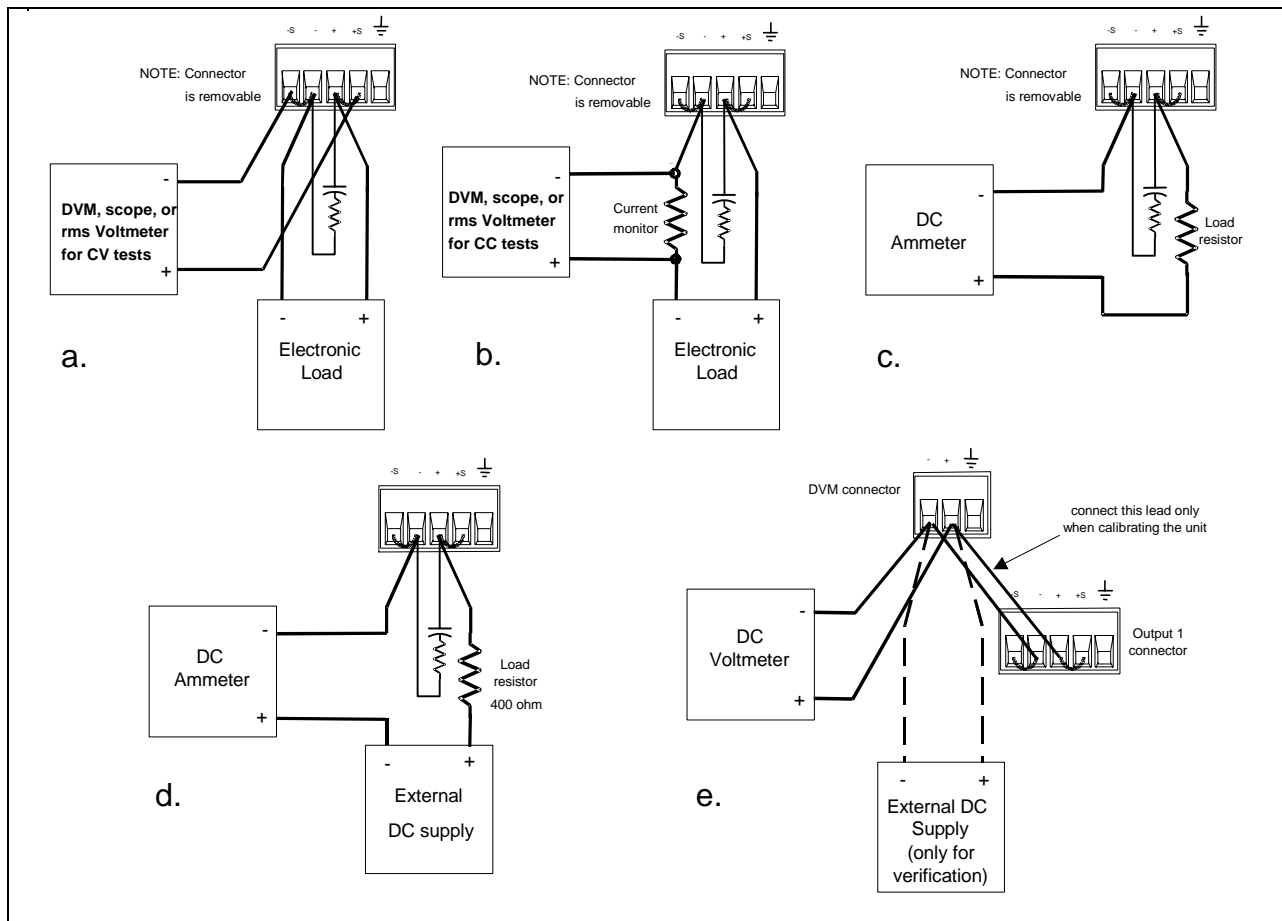 -S - + +S
NOTE: Connector
is removable
-
DVM, scope, or
rms Voltmeter
for CV tests
+
- +
Electronic
Load
a.
-S - + +S
NOTE: Connector
is removable
-
DVM, scope, or
rms Voltmeter
for CC tests
+
Current
monitor
- +
Electronic
Load
b.
-S - + +S
NOTE: Connector
is removable
-
DC
Ammeter
+
Load
resistor
c.
-S - + +S
-
DC
Ammeter
+
Load
resistor
400 ohm
- +
External
DC supply
d.
- +
DVM connector
connect this lead only
when calibrating the unit
-S - + +S
Output 1
connector
-
DC
Voltmeter
+
- +
External DC
Supply
(only for
verification)
e.